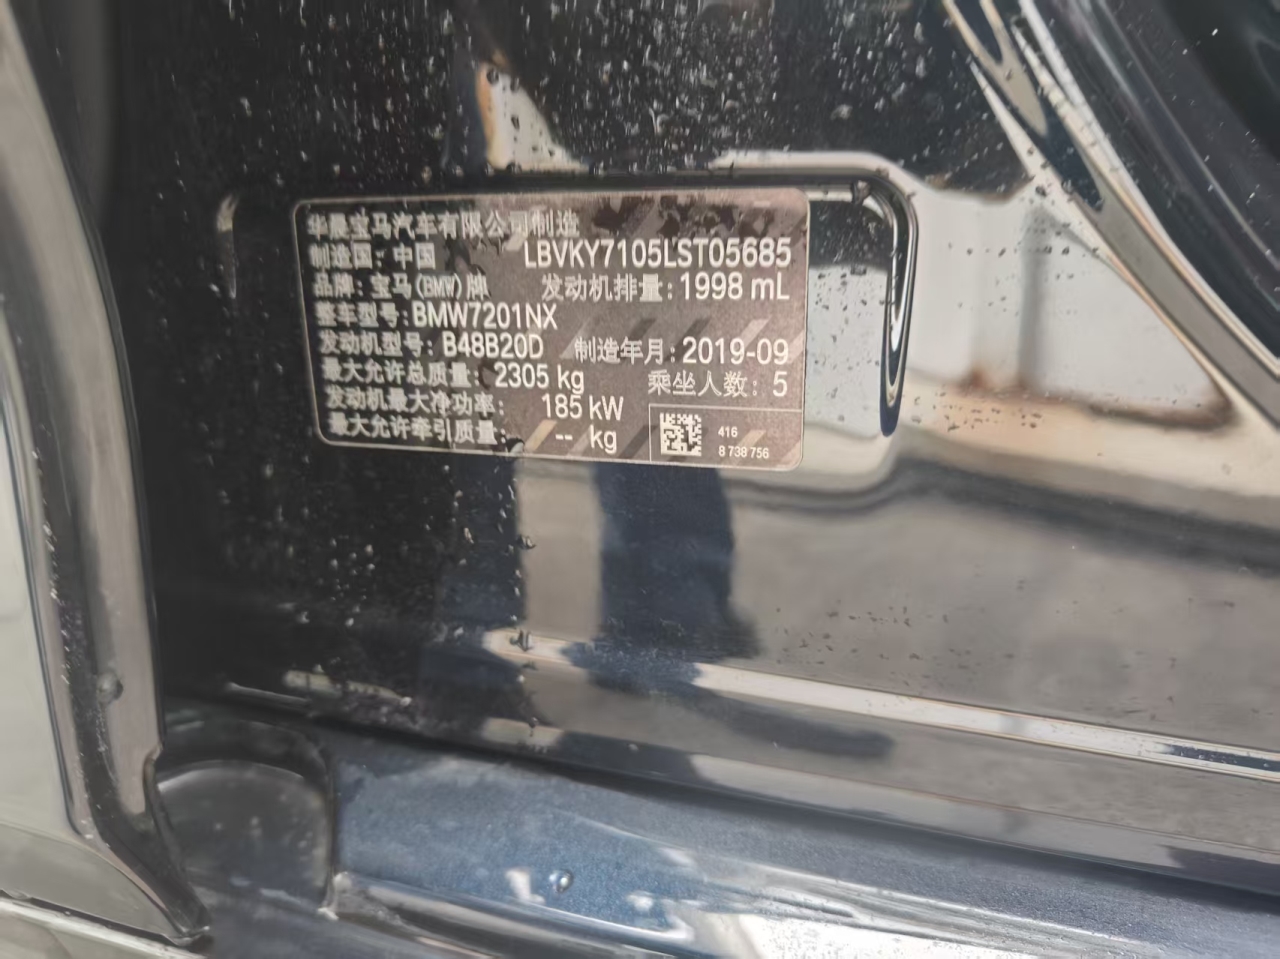 华晨宝马汽车有限公司制造
制造国: 中国 LBVKY7105LST05685
品牌: 宝马(BMW)牌 发动机排量: 1998 mL
整车型号: BMW7201NX
发动机型号: B48B20D 制造年月: 2019-09
最大允许总质量: 2305 kg 乘坐人数: 5
发动机最大净功率: 185 kW
最大允许牵引质量: -- kg
416
8 738 756